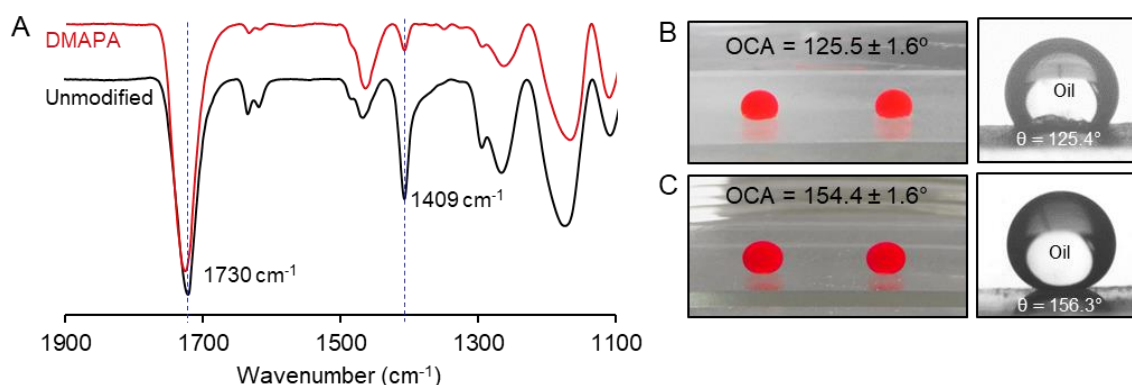 A
DMAPA
Unmodified
1730 cm-1
1409 cm-1
1900 1700 1500 1300 1100
Wavenumber (cm-1)
B
OCA = 125.5 ± 1.6º
Oil
θ = 125.4°
C
OCA = 154.4 ± 1.6°
Oil
θ = 156.3°